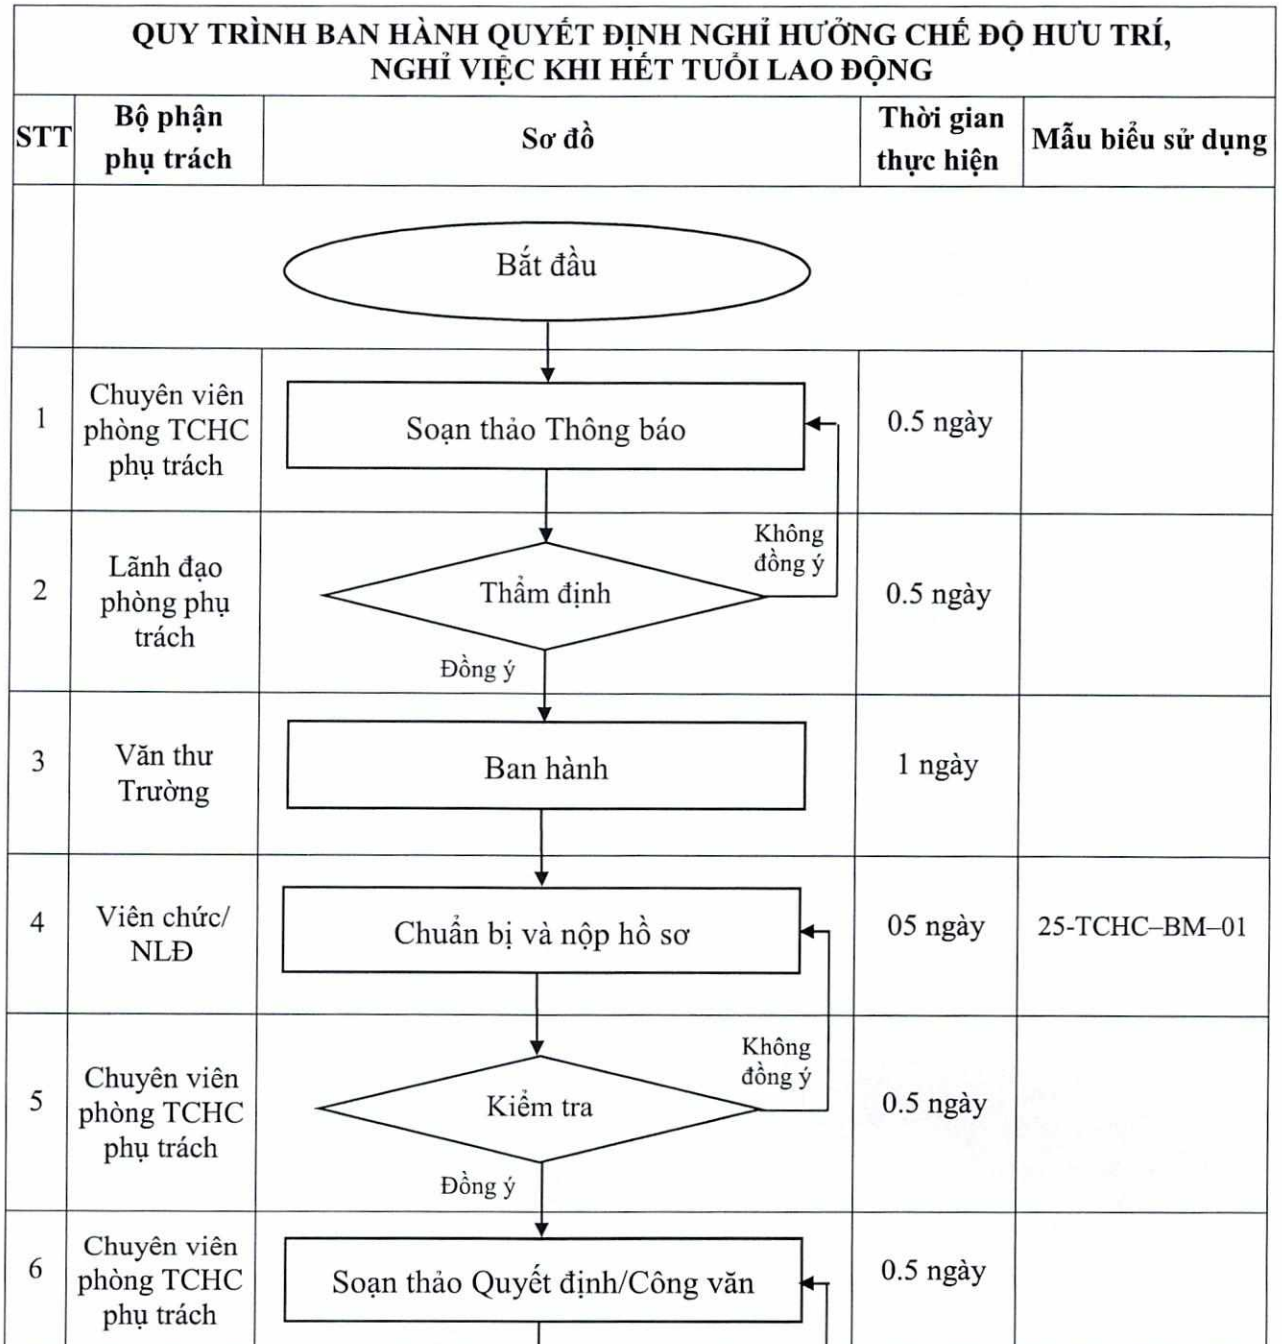 QUY TRÌNH BAN HÀNH QUYẾT ĐỊNH NGHỈ HƯỞNG CHẾ ĐỘ HƯU TRÍ,
NGHỈ VIỆC KHI HẾT TUỔI LAO ĐỘNG
STT
Bộ phận
phụ trách
Sơ đồ
Thời gian
thực hiện
Mẫu biểu sử dụng
Bắt đầu
1
Chuyên viên
phòng TCHC
phụ trách
Soạn thảo Thông báo
0.5 ngày
2
Lãnh đạo
phòng phụ
trách
Thẩm định
Không
đồng ý
Đồng ý
0.5 ngày
3
Văn thư
Trường
Ban hành
1 ngày
4
Viên chức/
NLĐ
Chuẩn bị và nộp hồ sơ
05 ngày
25-TCHC–BM–01
5
Chuyên viên
phòng TCHC
phụ trách
Kiểm tra
Không
đồng ý
Đồng ý
0.5 ngày
6
Chuyên viên
phòng TCHC
phụ trách
Soạn thảo Quyết định/Công văn
0.5 ngày